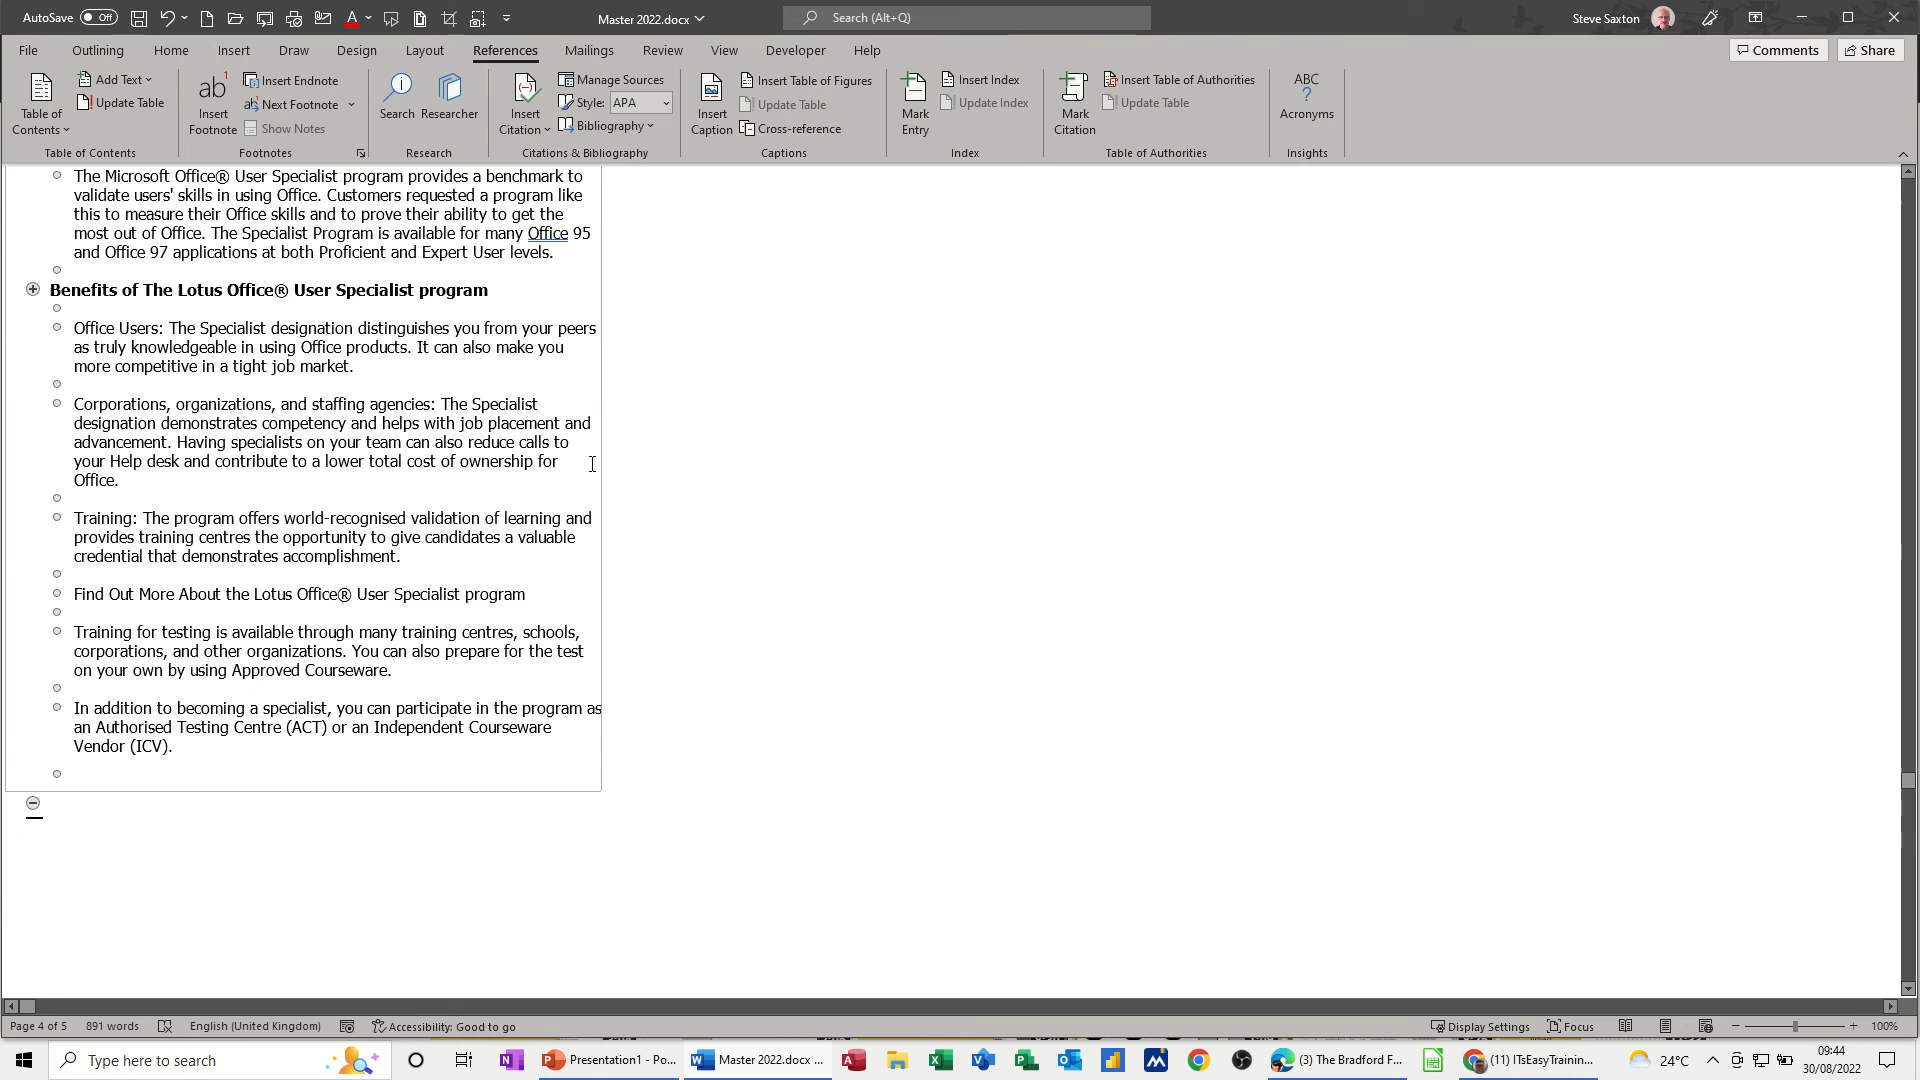 AutoSave Off
Master 2022.docx
Search (Alt+Q)
Steve Saxton
File Outlining Home Insert Draw Design Layout References Mailings Review View Developer Help
Comments Share
Table of Contents
Add Text
Update Table
Table of Contents
ab 1
Insert Footnote
Insert Endnote
Next Footnote
Show Notes
Footnotes
Search
Researcher
Research
Insert Citation
Manage Sources
Style: APA
Bibliography
Citations & Bibliography
Insert Caption
Insert Table of Figures
Update Table
Cross-reference
Captions
Mark Entry
Insert Index
Update Index
Index
Mark Citation
Insert Table of Authorities
Update Table
Table of Authorities
ABC
?
Acronyms
Insights
The Microsoft Office® User Specialist program provides a benchmark to
validate users' skills in using Office. Customers requested a program like
this to measure their Office skills and to prove their ability to get the
most out of Office. The Specialist Program is available for many Office 95
and Office 97 applications at both Proficient and Expert User levels.
Benefits of The Lotus Office® User Specialist program
Office Users: The Specialist designation distinguishes you from your peers
as truly knowledgeable in using Office products. It can also make you
more competitive in a tight job market.
Corporations, organizations, and staffing agencies: The Specialist
designation demonstrates competency and helps with job placement and
advancement. Having specialists on your team can also reduce calls to
your Help desk and contribute to a lower total cost of ownership for
Office.
Training: The program offers world-recognised validation of learning and
provides training centres the opportunity to give candidates a valuable
credential that demonstrates accomplishment.
Find Out More About the Lotus Office® User Specialist program
Training for testing is available through many training centres, schools,
corporations, and other organizations. You can also prepare for the test
on your own by using Approved Courseware.
In addition to becoming a specialist, you can participate in the program as
an Authorised Testing Centre (ACT) or an Independent Courseware
Vendor (ICV).
Page 4 of 5 891 words English (United Kingdom) Accessibility: Good to go
Display Settings Focus 100%
Type here to search
Presentation1 - Po...
Master 2022.docx ...
(3) The Bradford F...
(11) ITsEasyTrainin...
24°C
09:44
30/08/2022